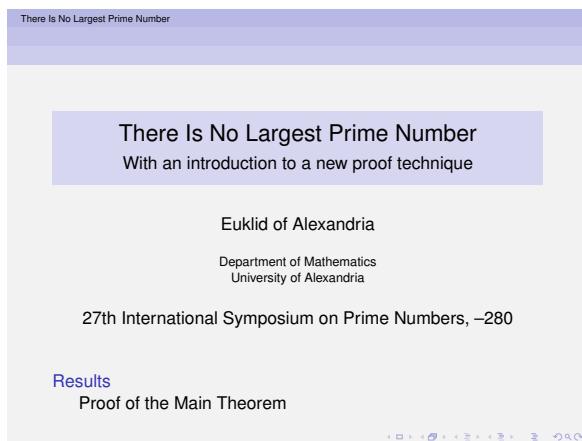 There Is No Largest Prime Number
There Is No Largest Prime Number
With an introduction to a new proof technique
Euklid of Alexandria
Department of Mathematics
University of Alexandria
27th International Symposium on Prime Numbers, –280
Results
Proof of the Main Theorem